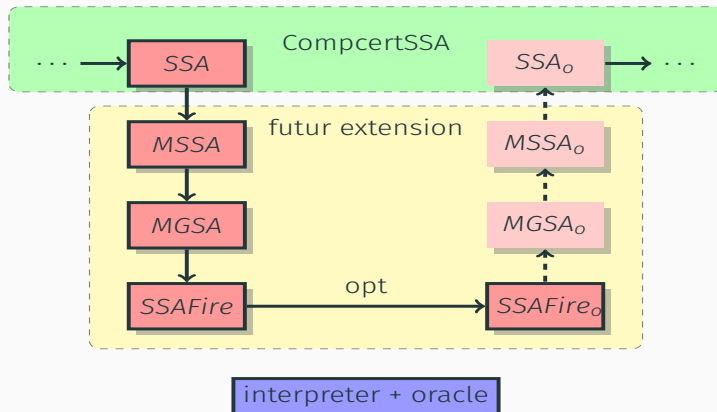 CompcertSSA
... SSA SSAₒ ...
futur extension
MSSA MSSAₒ
MGSA MGSAₒ
opt
SSAFire SSAFireₒ
interpreter + oracle